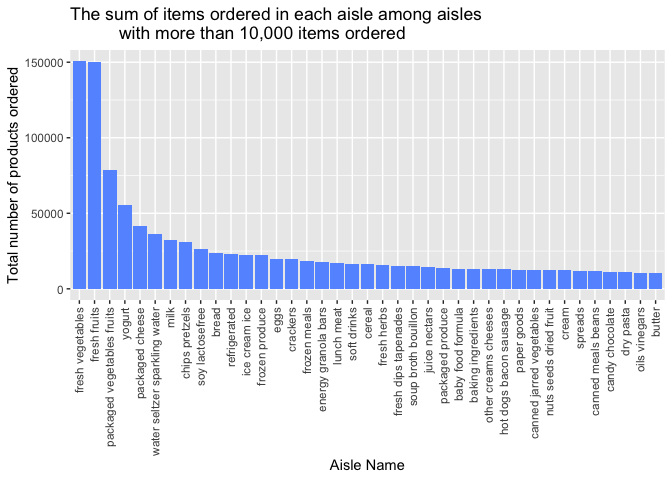 The sum of items ordered in each aisle among aisles
with more than 10,000 items ordered
Total number of products ordered
150000
100000
50000
0
fresh vegetables
fresh fruits
packaged vegetables fruits
yogurt
packaged cheese
water seltzer sparkling water
milk
chips pretzels
soy lactosefree
bread
refrigerated
ice cream ice
frozen produce
eggs
crackers
frozen meals
energy granola bars
lunch meat
soft drinks
cereal
fresh herbs
fresh dips tapenades
soup broth bouillon
juice nectars
packaged produce
baby food formula
baking ingredients
other creams cheeses
hot dogs bacon sausage
paper goods
canned jarred vegetables
nuts seeds dried fruit
cream
spreads
canned meals beans
candy chocolate
dry pasta
oils vinegars
butter
Aisle Name